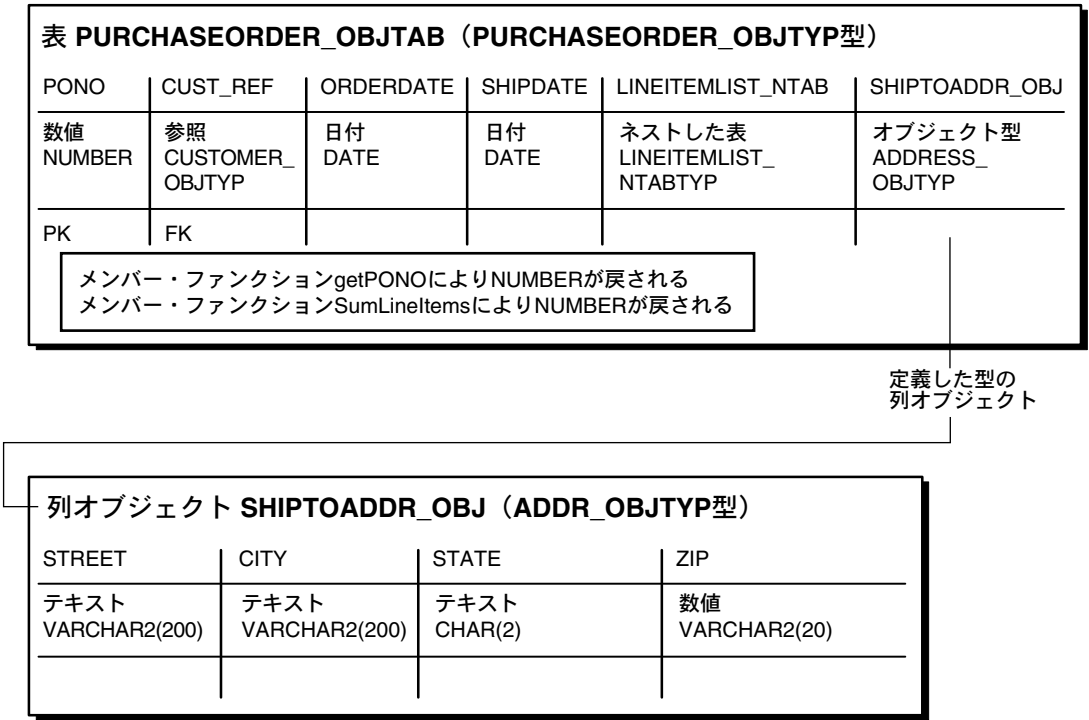 表 PURCHASEORDER_OBJTAB（PURCHASEORDER_OBJTYP型）
PONO CUST_REF ORDERDATE SHIPDATE LINEITEMLIST_NTAB SHIPTOADDR_OBJ
数値 参照 日付 日付 ネストした表 オブジェクト型
NUMBER CUSTOMER_ DATE DATE LINEITEMLIST_ ADDRESS_
OBJTYP NTABTYP OBJTYP
PK FK
メンバー・ファンクションgetPONOによりNUMBERが戻される
メンバー・ファンクションSumLineItemsによりNUMBERが戻される
定義した型の
列オブジェクト
列オブジェクト SHIPTOADDR_OBJ（ADDR_OBJTYP型）
STREET CITY STATE ZIP
テキスト テキスト テキスト 数値
VARCHAR2(200) VARCHAR2(200) CHAR(2) VARCHAR2(20)